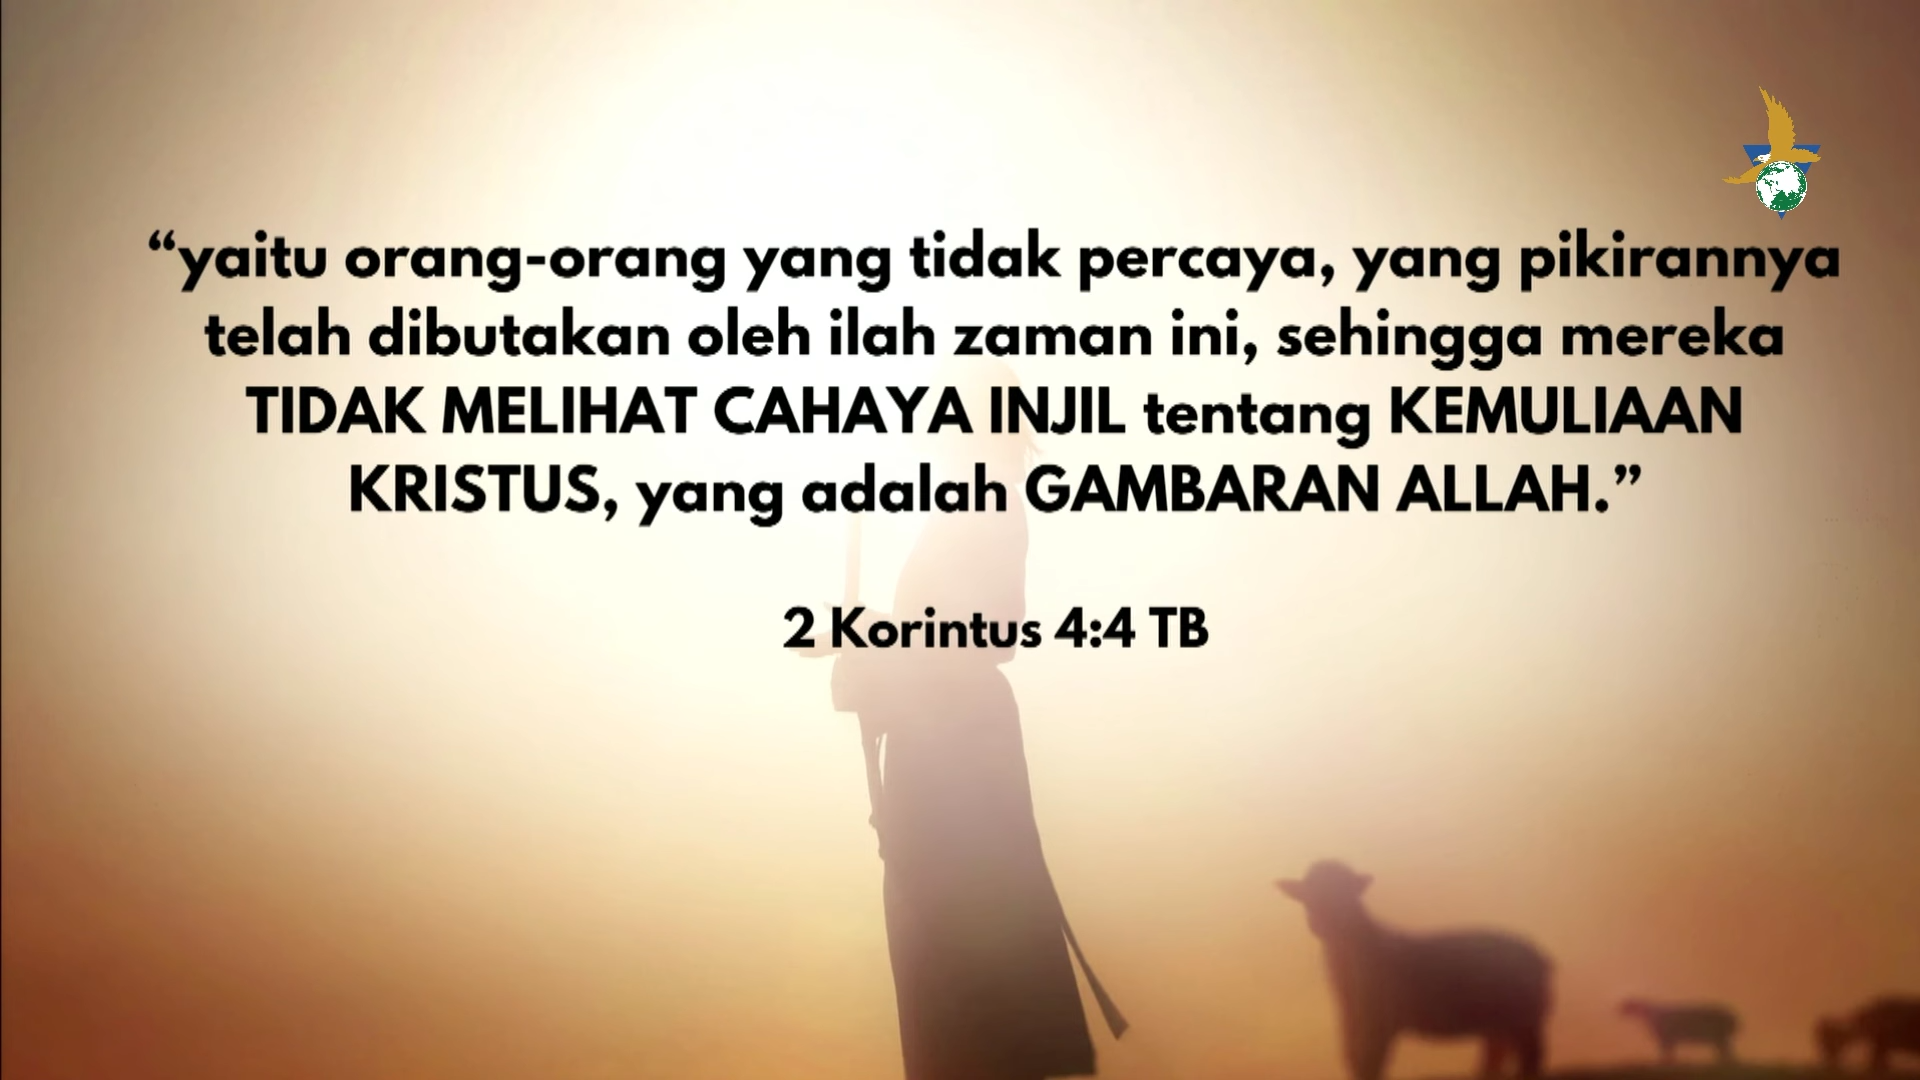 “yaitu orang-orang yang tidak percaya, yang pikirannya
telah dibutakan oleh ilah zaman ini, sehingga mereka
TIDAK MELIHAT CAHAYA INJIL tentang KEMULIAAN
KRISTUS, yang adalah GAMBARAN ALLAH.”
2 Korintus 4:4 TB